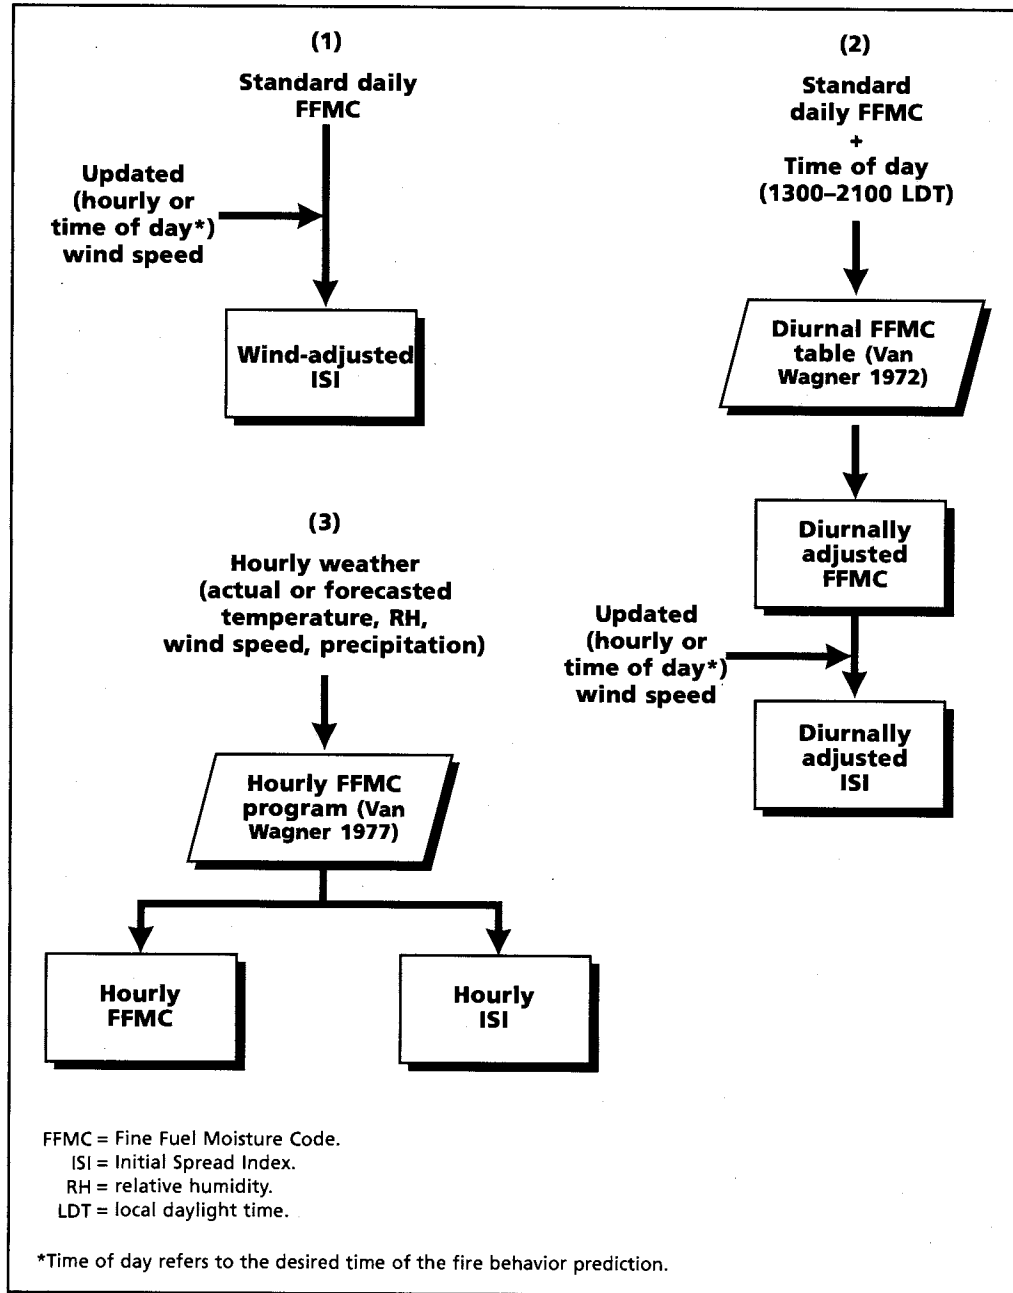 (1)
Standard daily
FFMC
Updated
(hourly or
time of day*)
wind speed
Wind-adjusted
ISI
(2)
Standard
daily FFMC
+
Time of day
(1300–2100 LDT)
Diurnal FFMC
table (Van
Wagner 1972)
Diurnally
adjusted
FFMC
Updated
(hourly or
time of day*)
wind speed
Diurnally
adjusted
ISI
(3)
Hourly weather
(actual or forecasted
temperature, RH,
wind speed, precipitation)
Hourly FFMC
program (Van
Wagner 1977)
Hourly
FFMC
Hourly
ISI
FFMC = Fine Fuel Moisture Code.
ISI = Initial Spread Index.
RH = relative humidity.
LDT = local daylight time.
*Time of day refers to the desired time of the fire behavior prediction.